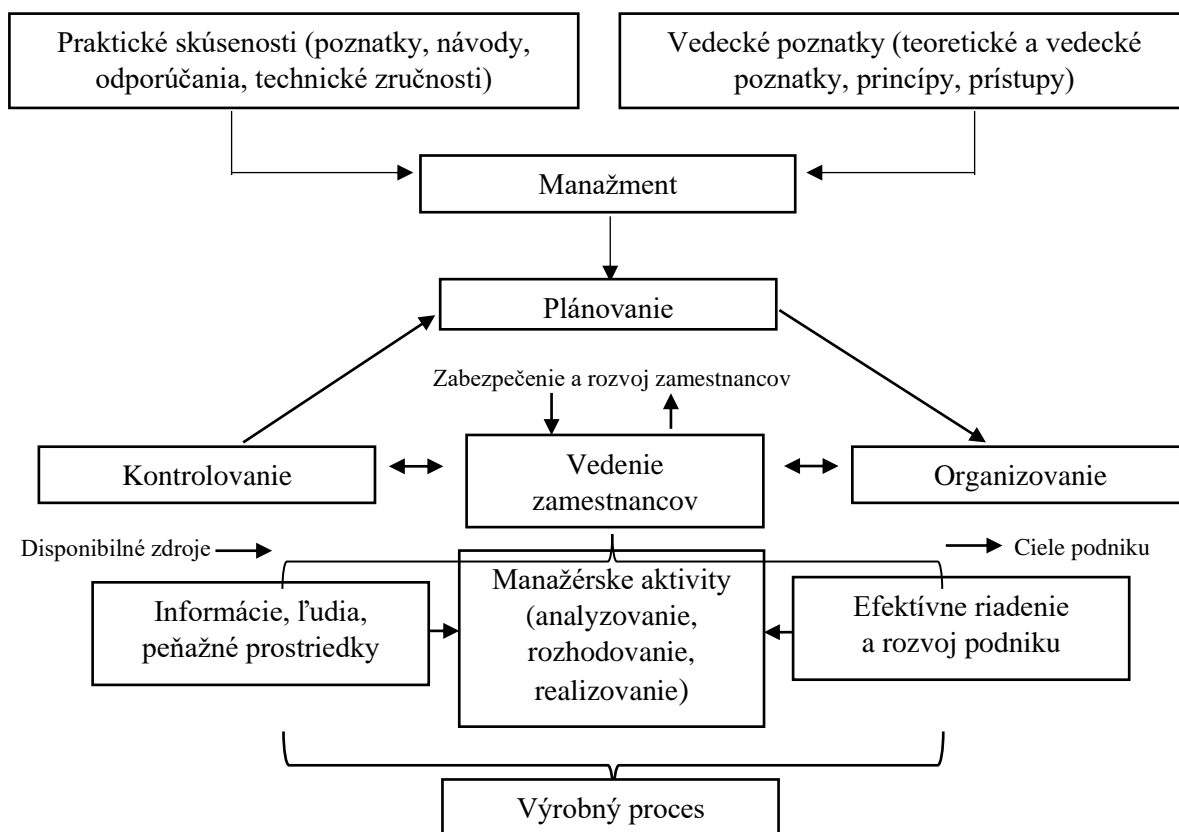 Praktické skúsenosti (poznatky, návody,
odporúčania, technické zručnosti)
Vedecké poznatky (teoretické a vedecké
poznatky, princípy, prístupy)
Manažment
Plánovanie
Zabezpečenie a rozvoj zamestnancov
Kontrolovanie
Vedenie
zamestnancov
Organizovanie
Disponibilné zdroje
Ciele podniku
Informácie, ľudia,
peňažné prostriedky
Manažérske aktivity
(analyzovanie,
rozhodovanie,
realizovanie)
Efektívne riadenie
a rozvoj podniku
Výrobný proces